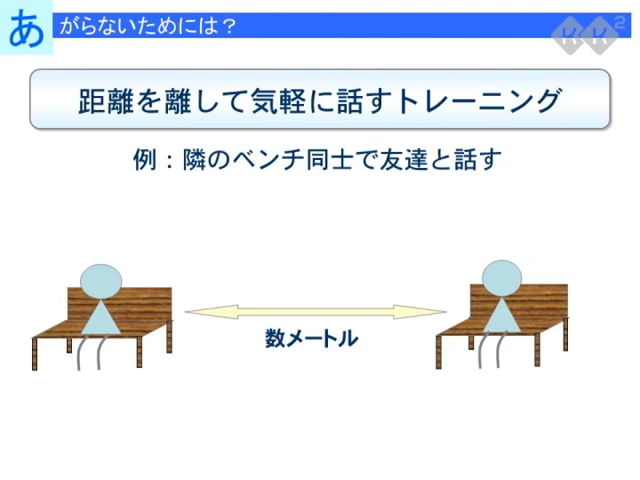 あがらないためには？
KK2
距離を離して気軽に話すトレーニング
例：隣のベンチ同士で友達と話す
数メートル